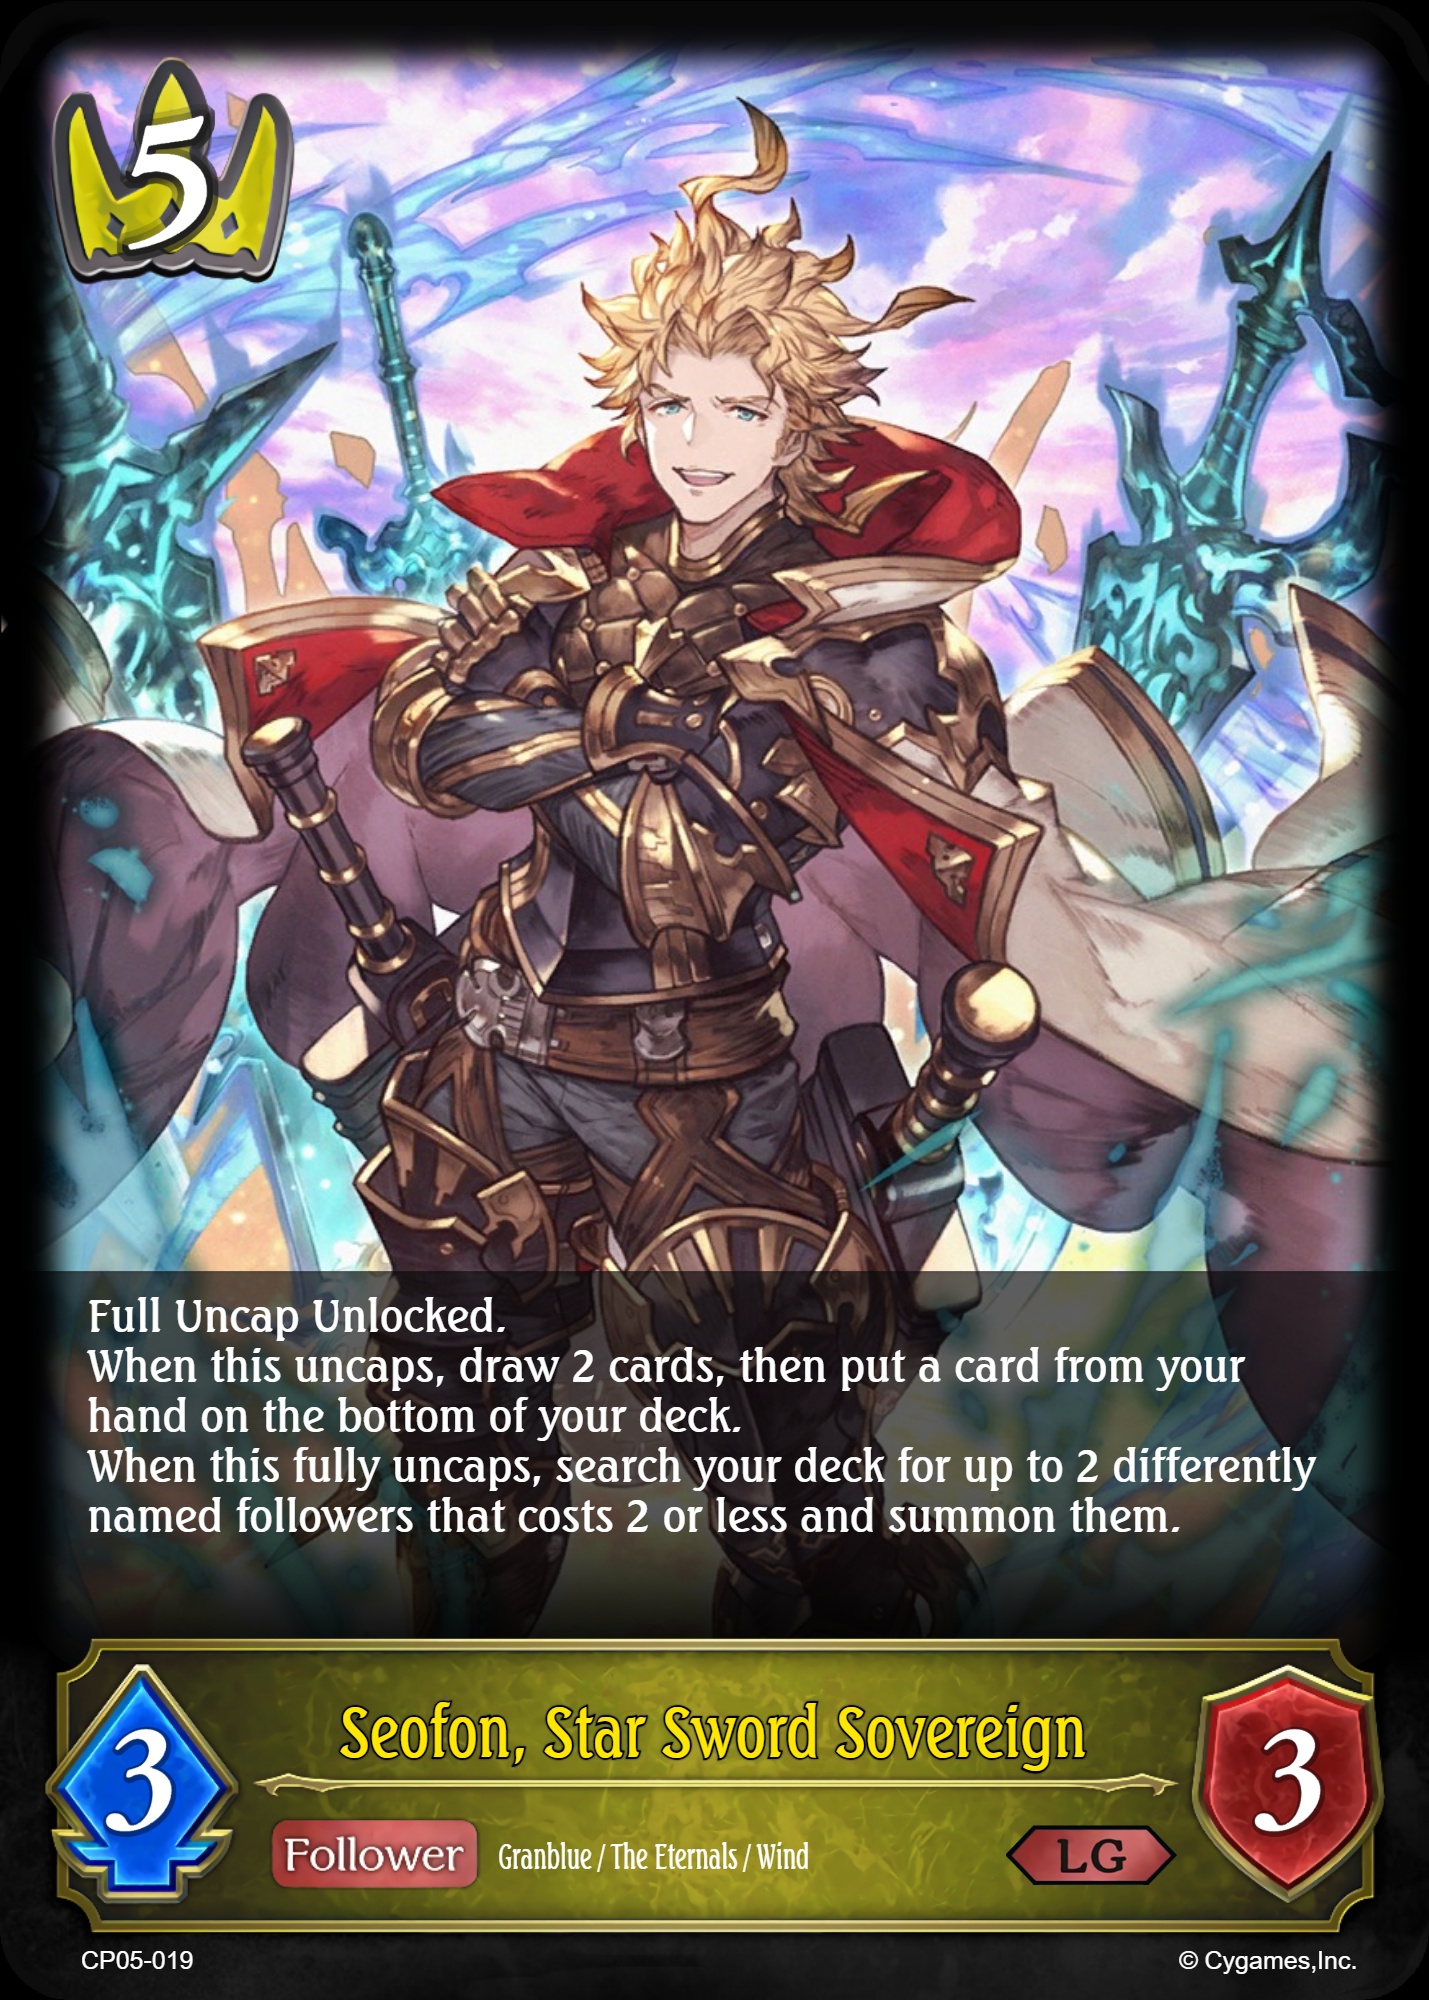 5
Full Uncap Unlocked.
When this uncaps, draw 2 cards, then put a card from your
hand on the bottom of your deck.
When this fully uncaps, search your deck for up to 2 differently
named followers that costs 2 or less and summon them.
Seofon, Star Sword Sovereign
3
3
Follower Granblue / The Eternals / Wind LG
CP05-019 © Cygames,Inc.